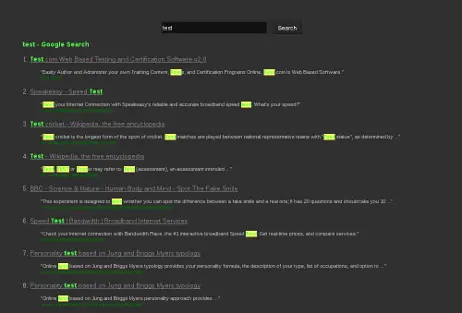 test Search
test - Google Search
1. Test.com Web Based Testing and Certification Software v2.0
"Easily Author and Administer your own Training Content, Tests, and Certification Programs Online, Test.com is Web Based Software."
2. Speakeasy - Speed Test
"Test your Internet Connection with Speakeasy's reliable and accurate broadband speed test. What's your speed?"
3. Test cricket - Wikipedia, the free encyclopedia
"Test cricket is the longest form of the sport of cricket. Test matches are played between national representative teams with "Test status", as determined by ..."
4. Test - Wikipedia, the free encyclopedia
"Test, TEST or Test may refer to: Test (assessment), an assessment intended ..."
5. BBC - Science & Nature - Human Body and Mind - Spot The Fake Smile
"This experiment is designed to test whether you can spot the difference between a fake smile and a real one; It has 20 questions and should take you 10 ..."
6. Speed Test | Bandwidth | Broadband Internet Services
"Check your internet connection with Bandwidth Place, the #1 interactive broadband Speed Test. Get real-time prices, and compare services."
7. Personality test based on Jung and Briggs Myers typology
"Online test based on Jung and Briggs Myers typology provides your personality formula, the description of your type, list of occupations, and option to ..."
8. Personality test based on Jung and Briggs Myers typology
"Online test based on Jung and Briggs Myers personality approach provides ..."